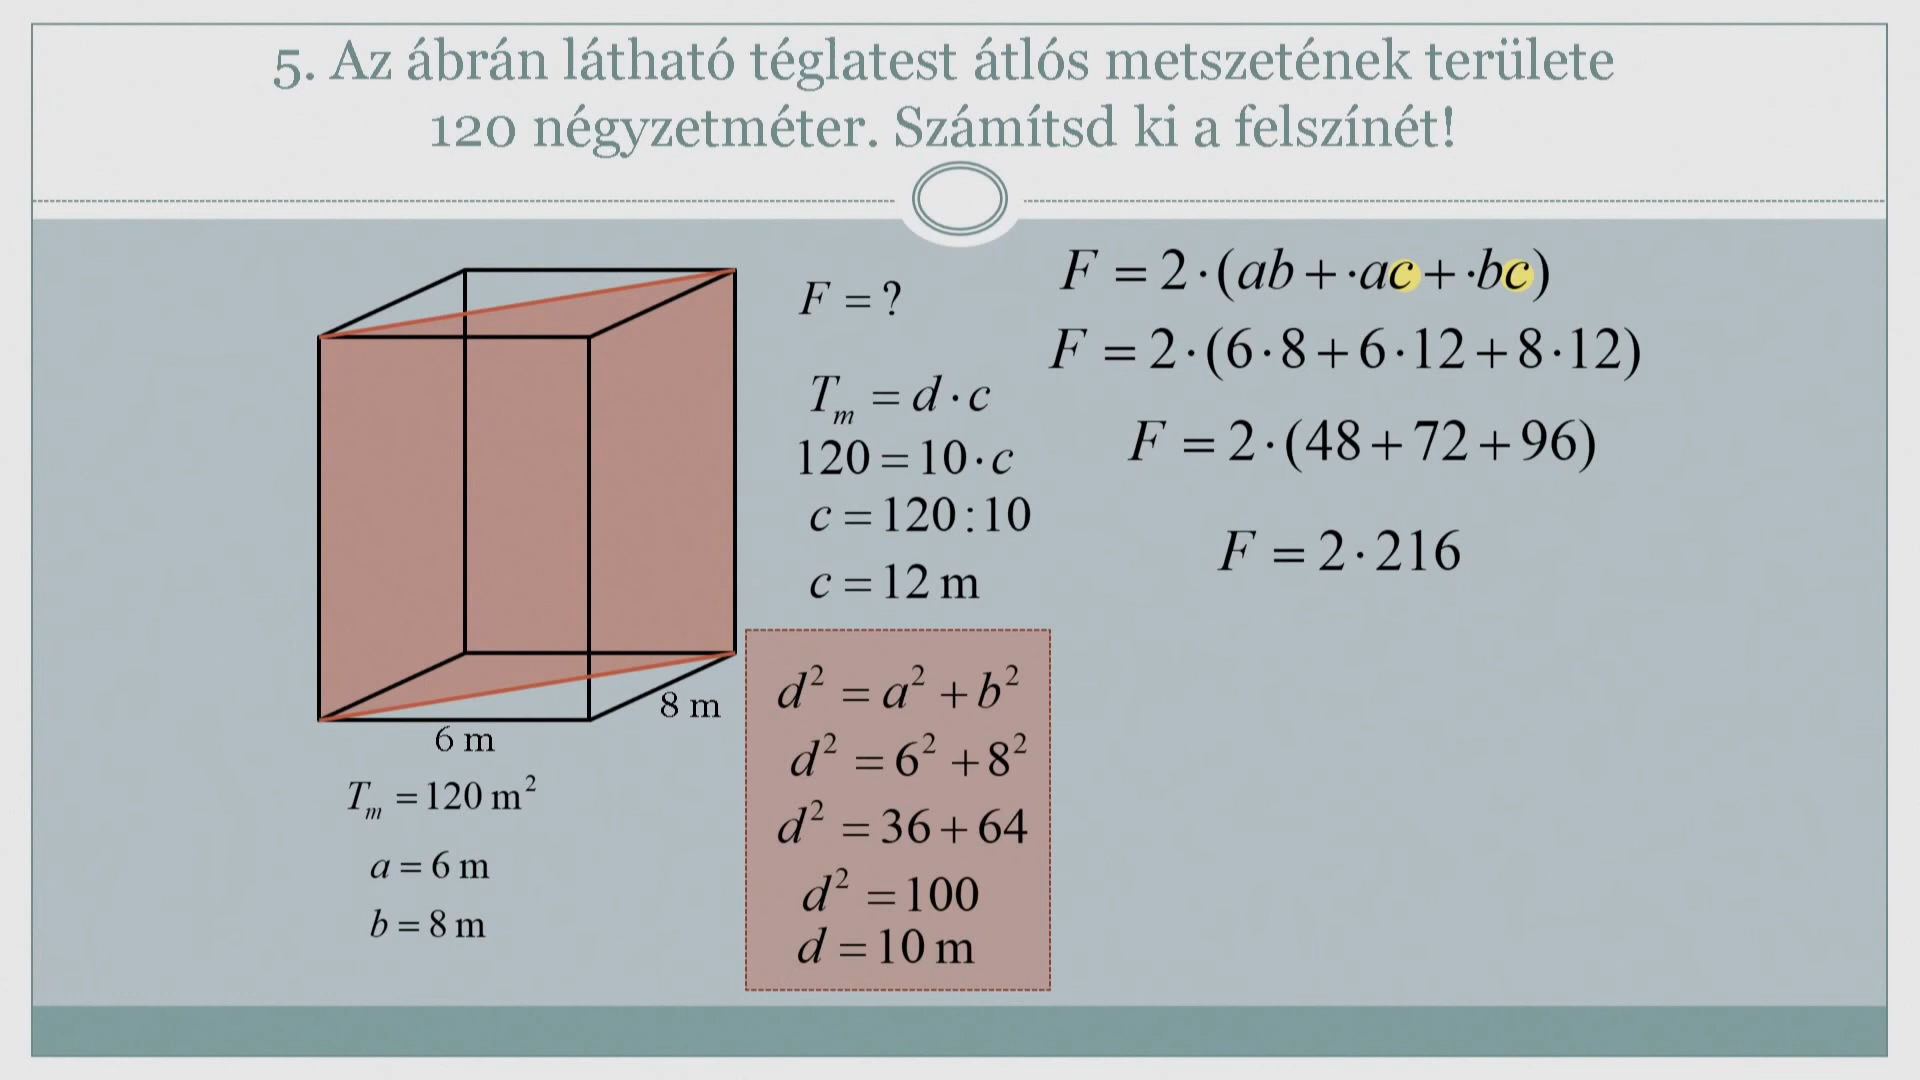 5. Az ábrán látható téglatest átlós metszetének területe
120 négyzetméter. Számítsd ki a felszínét!
6 m
8 m
Tₘ = 120 m²
a = 6 m
b = 8 m
F = ?
Tₘ = d · c
120 = 10 · c
c = 120 : 10
c = 12 m
d² = a² + b²
d² = 6² + 8²
d² = 36 + 64
d² = 100
d = 10 m
F = 2 · (ab + ·ac + ·bc)
F = 2 · (6 · 8 + 6 · 12 + 8 · 12)
F = 2 · (48 + 72 + 96)
F = 2 · 216